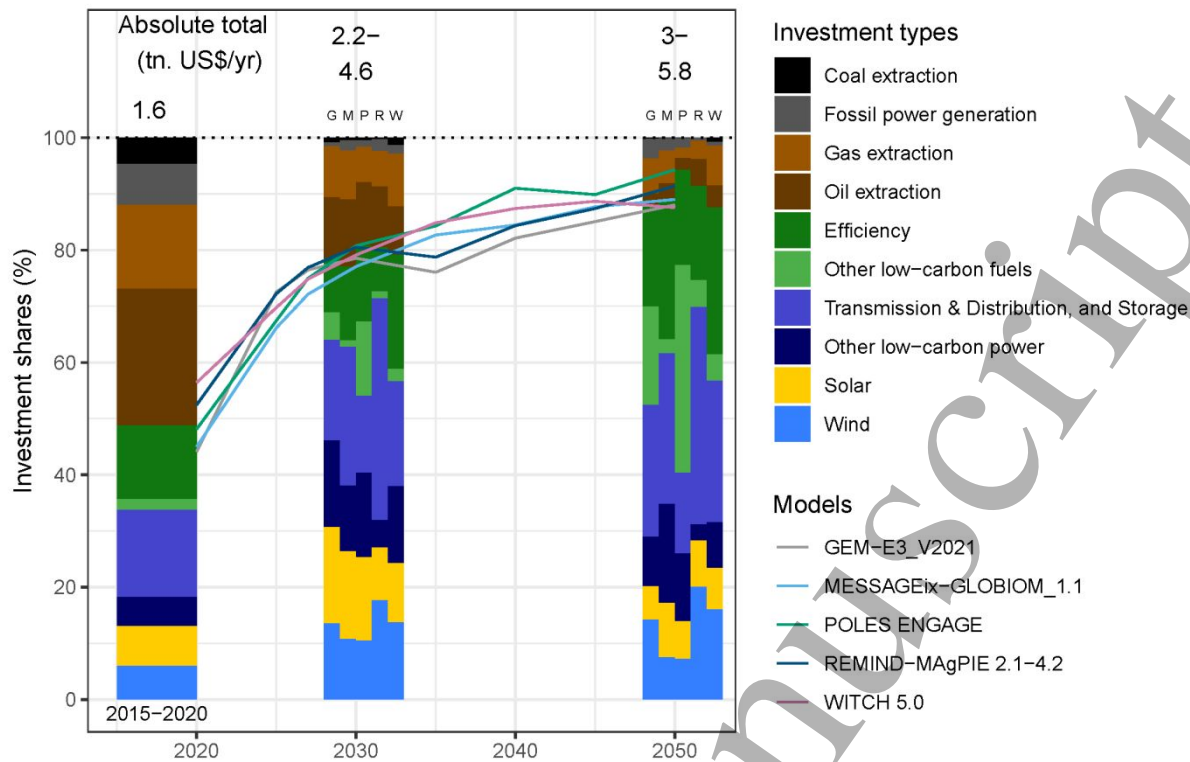 Absolute total
(tn. US$/yr)
1.6
2.2−
4.6
3−
5.8
G M P R W
G M P R W
100
80
60
40
20
0
Investment shares (%)
2015−2020
2020
2030
2040
2050
Investment types
Coal extraction
Fossil power generation
Gas extraction
Oil extraction
Efficiency
Other low−carbon fuels
Transmission & Distribution, and Storage
Other low−carbon power
Solar
Wind
Models
GEM−E3_V2021
MESSAGEix−GLOBIOM_1.1
POLES ENGAGE
REMIND−MAgPIE 2.1−4.2
WITCH 5.0
nuscript